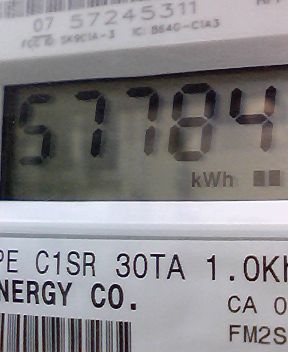 07 57245311
FCC ID SK9C1A-3 IC: 864G-C1A3
57784
kWh
PE C1SR 30TA 1.0Kh
NERGY CO.
CA 0
FM2S